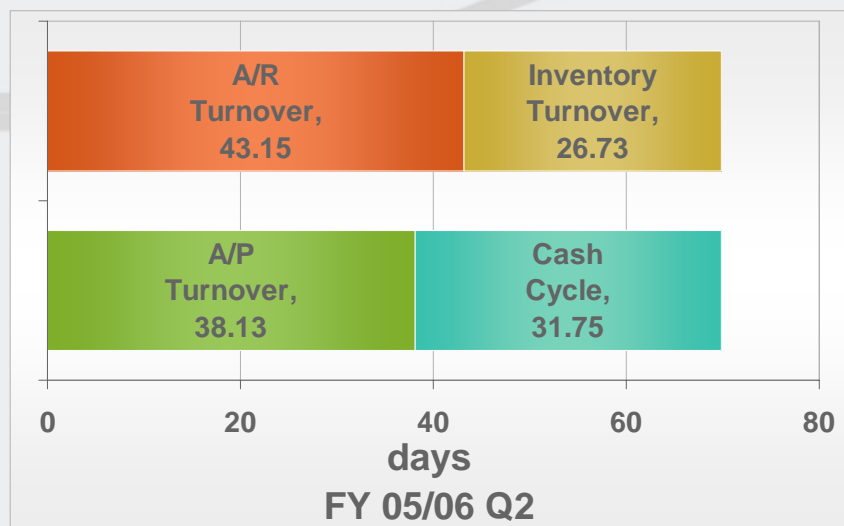 A/R
Turnover,
43.15
Inventory
Turnover,
26.73
A/P
Turnover,
38.13
Cash
Cycle,
31.75
0 20 40 60 80
days
FY 05/06 Q2